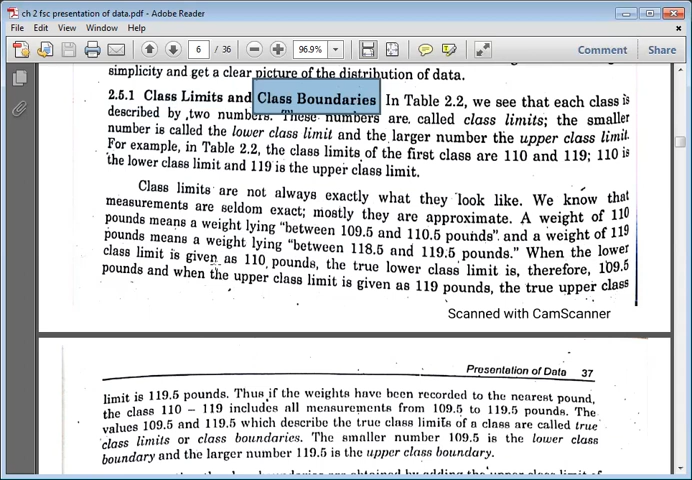 ch 2 fsc presentation of data.pdf - Adobe Reader
File Edit View Window Help
6 / 36 96.9% Comment Share
simplicity and get a clear picture of the distribution of data.
2.5.1 Class Limits and Class Boundaries In Table 2.2, we see that each class is
described by two numbers. These numbers are called class limits; the smaller
number is called the lower class limit and the larger number the upper class limit.
For example, in Table 2.2, the class limits of the first class are 110 and 119; 110 is
the lower class limit and 119 is the upper class limit.
Class limits are not always exactly what they look like. We know that
measurements are seldom exact; mostly they are approximate. A weight of 110
pounds means a weight lying "between 109.5 and 110.5 pounds" and a weight of 119
pounds means a weight lying "between 118.5 and 119.5 pounds." When the lower
class limit is given as 110 pounds, the true lower class limit is, therefore, 109.5
pounds and when the upper class limit is given as 119 pounds, the true upper class
Scanned with CamScanner
Presentation of Data 37
limit is 119.5 pounds. Thus if the weights have been recorded to the nearest pound,
the class 110 – 119 includes all measurements from 109.5 to 119.5 pounds. The
values 109.5 and 119.5 which describe the true class limits of a class are called true
class limits or class boundaries. The smaller number 109.5 is the lower class
boundary and the larger number 119.5 is the upper class boundary.